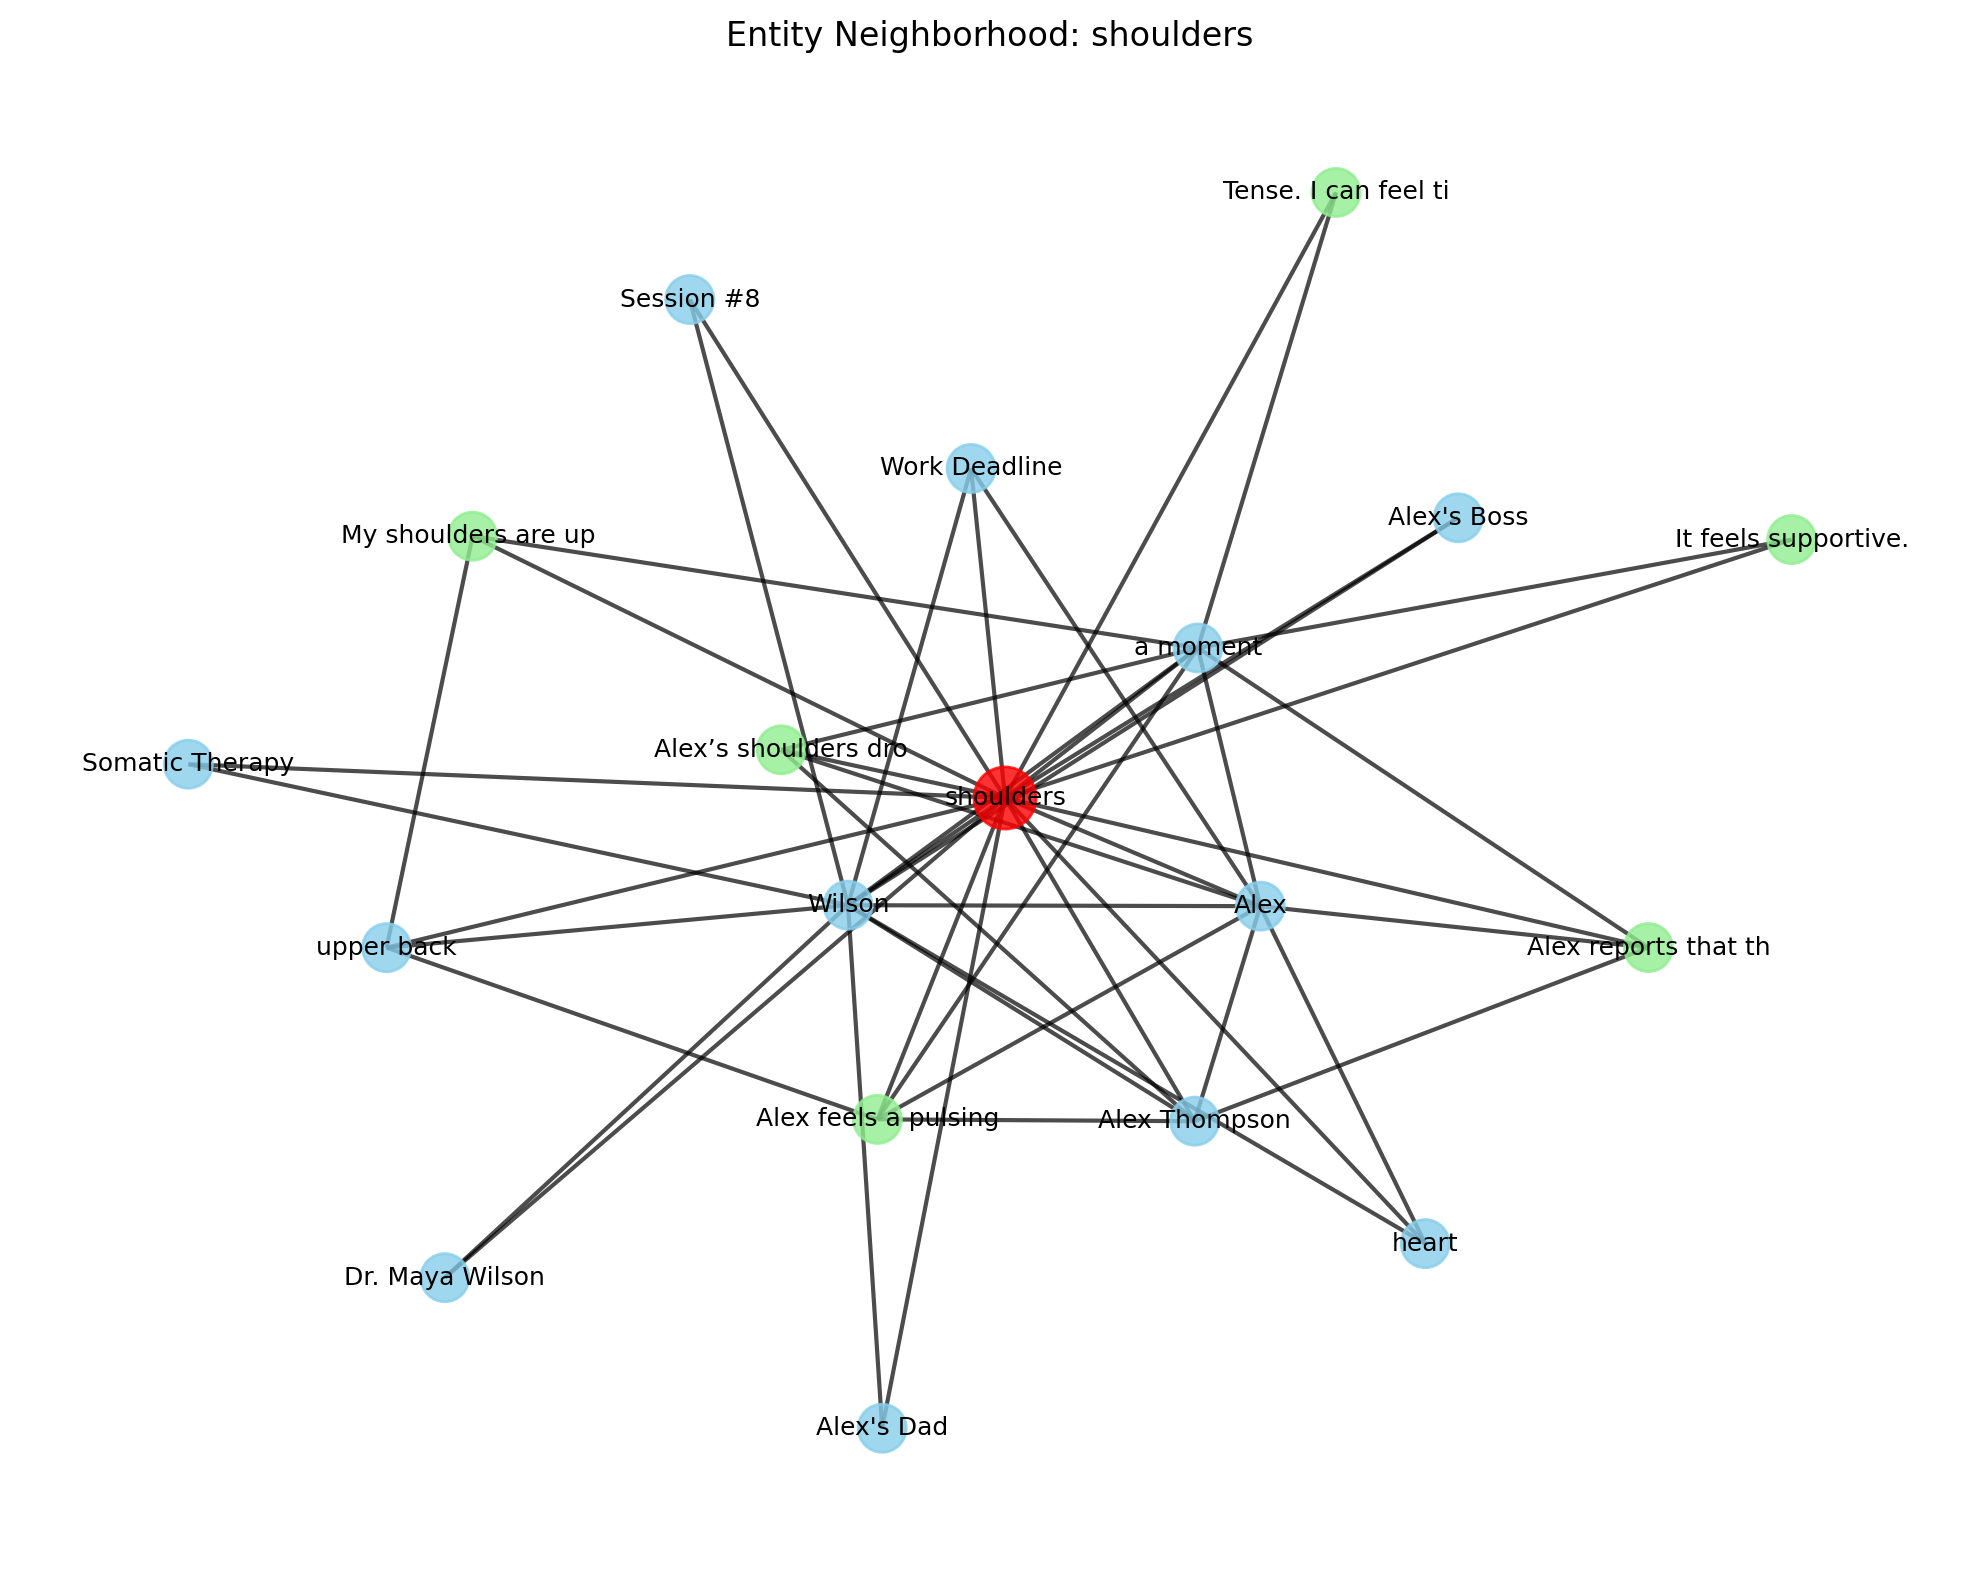 Entity Neighborhood: shoulders
Tense. I can feel ti
Session #8
Work Deadline
Alex's Boss
My shoulders are up
It feels supportive.
a moment
Alex’s shoulders dro
Somatic Therapy
shoulders
Wilson
Alex
upper back
Alex reports that th
Alex feels a pulsing
Alex Thompson
heart
Dr. Maya Wilson
Alex's Dad